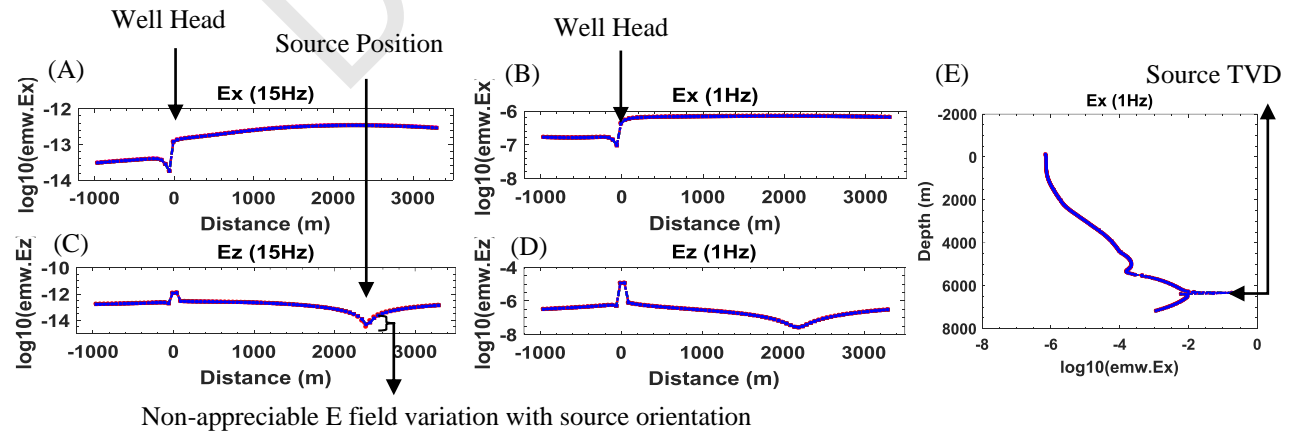 Well Head
Source Position
Well Head
Source TVD
(A)
Ex (15Hz)
log10(emw.Ex)
-12
-13
-14
-1000 0 1000 2000 3000
Distance (m)
(B)
Ex (1Hz)
log10(emw.Ex)
-6
-7
-8
-1000 0 1000 2000 3000
Distance (m)
(C)
Ez (15Hz)
log10(emw.Ez)
-10
-12
-14
-1000 0 1000 2000 3000
Distance (m)
(D)
Ez (1Hz)
log10(emw.Ez)
-4
-6
-8
-1000 0 1000 2000 3000
Distance (m)
(E)
Ex (1Hz)
Depth (m)
-2000
0
2000
4000
6000
8000
-8 -6 -4 -2 0
log10(emw.Ex)
Non-appreciable E field variation with source orientation